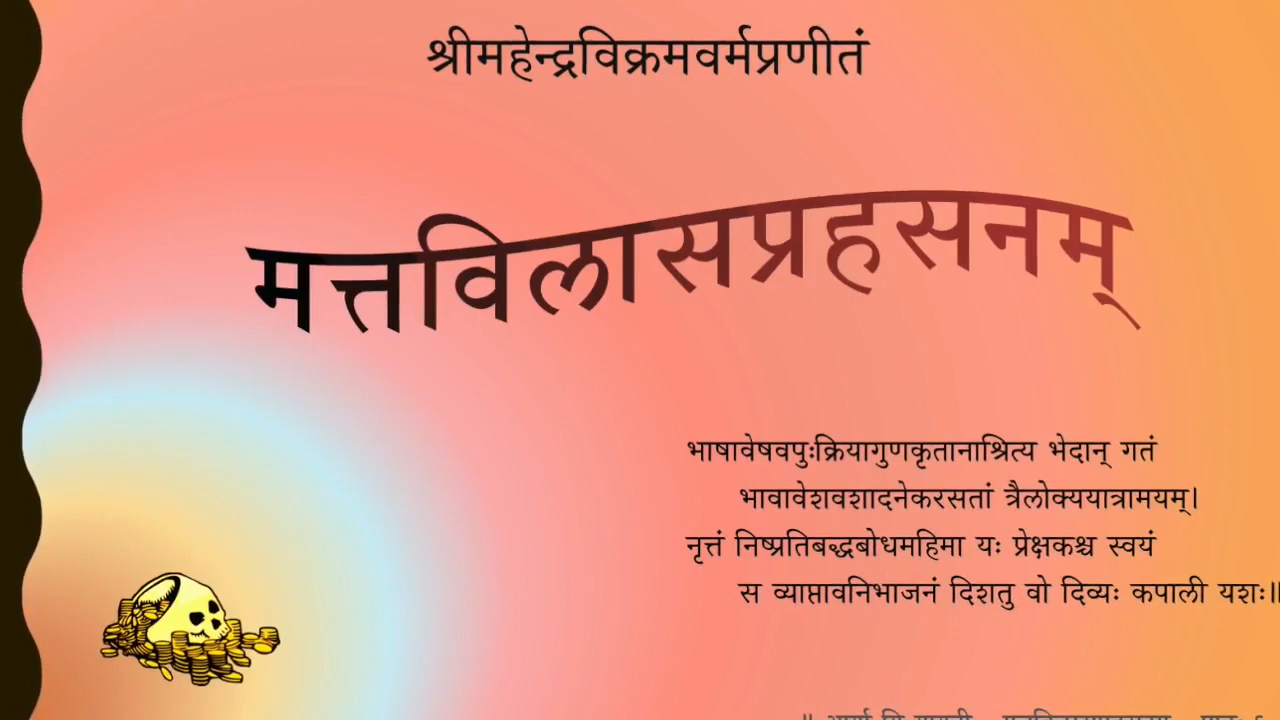 श्रीमहेन्द्रविक्रमवर्मप्रणीतं
मत्तविलासप्रहसनम्
भाषावेषवपुःक्रियागुणकृतानाश्रित्य भेदान् गतं
भावावेशवशादनेकरसतां त्रैलोक्ययात्रामयम्।
नृत्तं निष्प्रतिबद्धबोधमहिमा यः प्रेक्षकश्च स्वयं
स व्याप्तावनिभाजनं दिशतु वो दिव्यः कपाली यशः॥